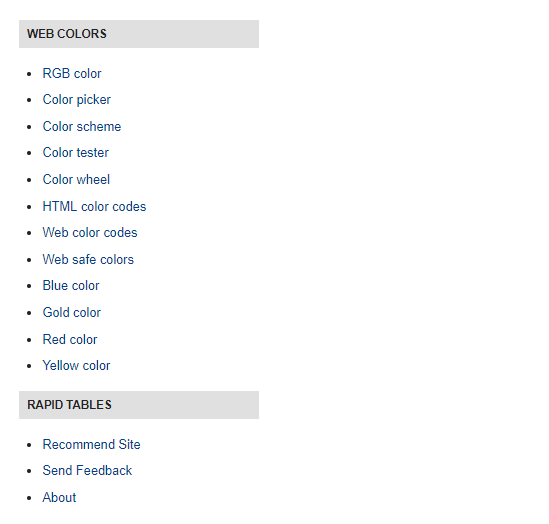 WEB COLORS
RGB color
Color picker
Color scheme
Color tester
Color wheel
HTML color codes
Web color codes
Web safe colors
Blue color
Gold color
Red color
Yellow color
RAPID TABLES
Recommend Site
Send Feedback
About